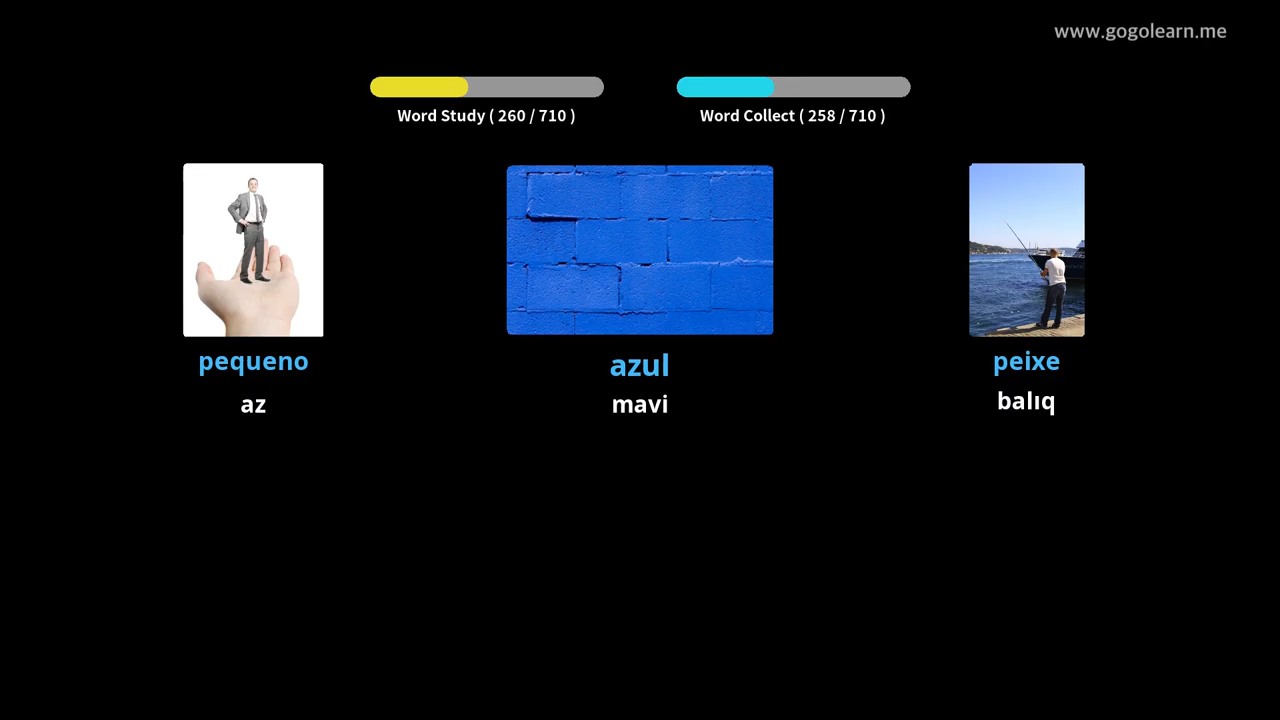 www.gogolearn.me
Word Study ( 260 / 710 )
Word Collect ( 258 / 710 )
pequeno
az
azul
mavi
peixe
balıq